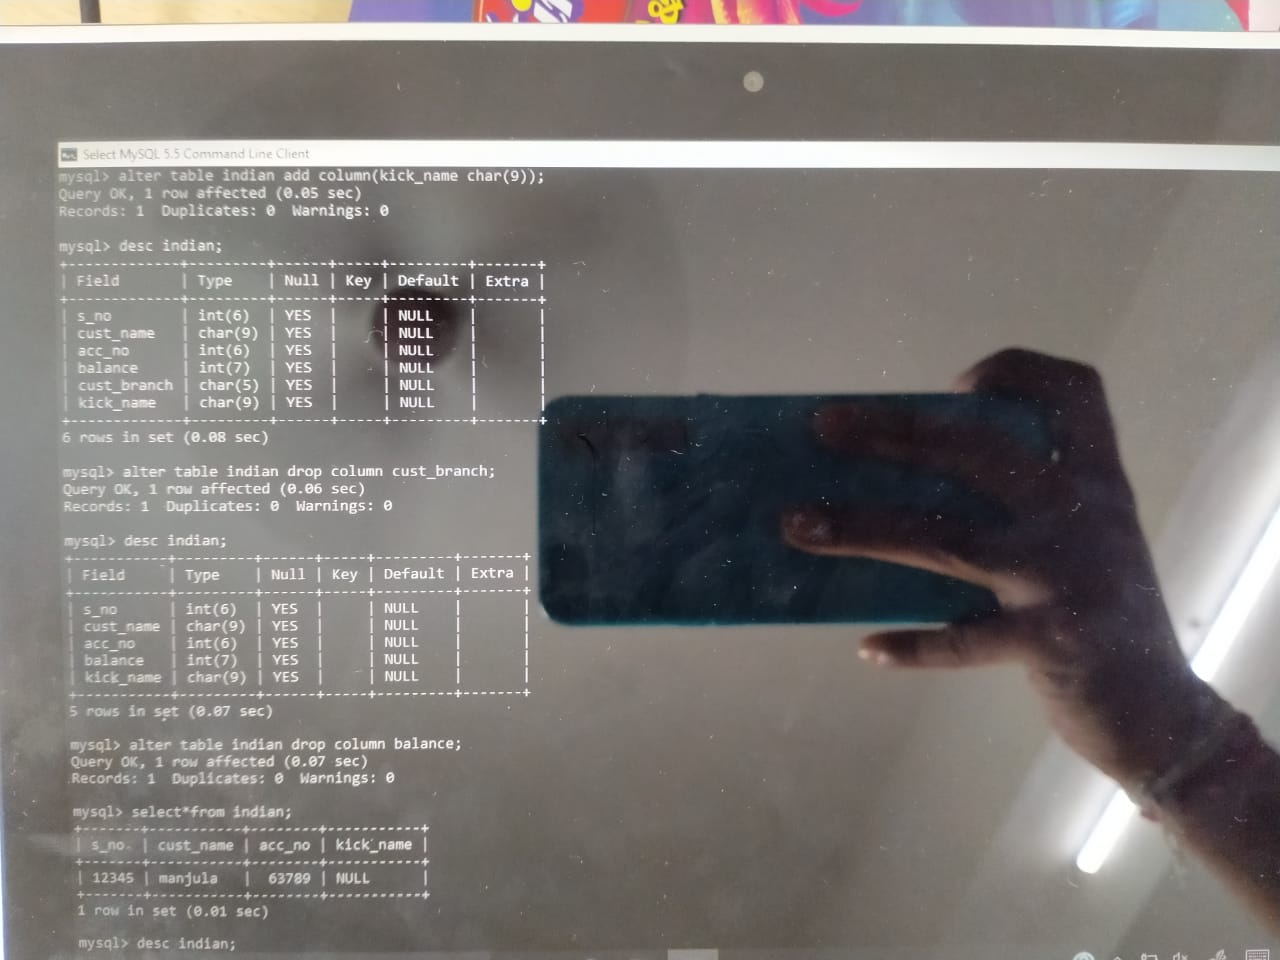 Select MySQL 5.5 Command Line Client
mysql> alter table indian add column(kick_name char(9));
Query OK, 1 row affected (0.05 sec)
Records: 1  Duplicates: 0  Warnings: 0
mysql> desc indian;
| Field | Type | Null | Key | Default | Extra |
| s_no | int(6) | YES | | NULL | |
| cust_name | char(9) | YES | | NULL | |
| acc_no | int(6) | YES | | NULL | |
| balance | int(7) | YES | | NULL | |
| cust_branch | char(5) | YES | | NULL | |
| kick_name | char(9) | YES | | NULL | |
6 rows in set (0.08 sec)
mysql> alter table indian drop column cust_branch;
Query OK, 1 row affected (0.06 sec)
Records: 1  Duplicates: 0  Warnings: 0
mysql> desc indian;
| Field | Type | Null | Key | Default | Extra |
| s_no | int(6) | YES | | NULL | |
| cust_name | char(9) | YES | | NULL | |
| acc_no | int(6) | YES | | NULL | |
| balance | int(7) | YES | | NULL | |
| kick_name | char(9) | YES | | NULL | |
5 rows in set (0.07 sec)
mysql> alter table indian drop column balance;
Query OK, 1 row affected (0.07 sec)
Records: 1  Duplicates: 0  Warnings: 0
mysql> select*from indian;
| s_no | cust_name | acc_no | kick_name |
| 12345 | manjula | 63789 | NULL |
1 row in set (0.01 sec)
mysql> desc indian;